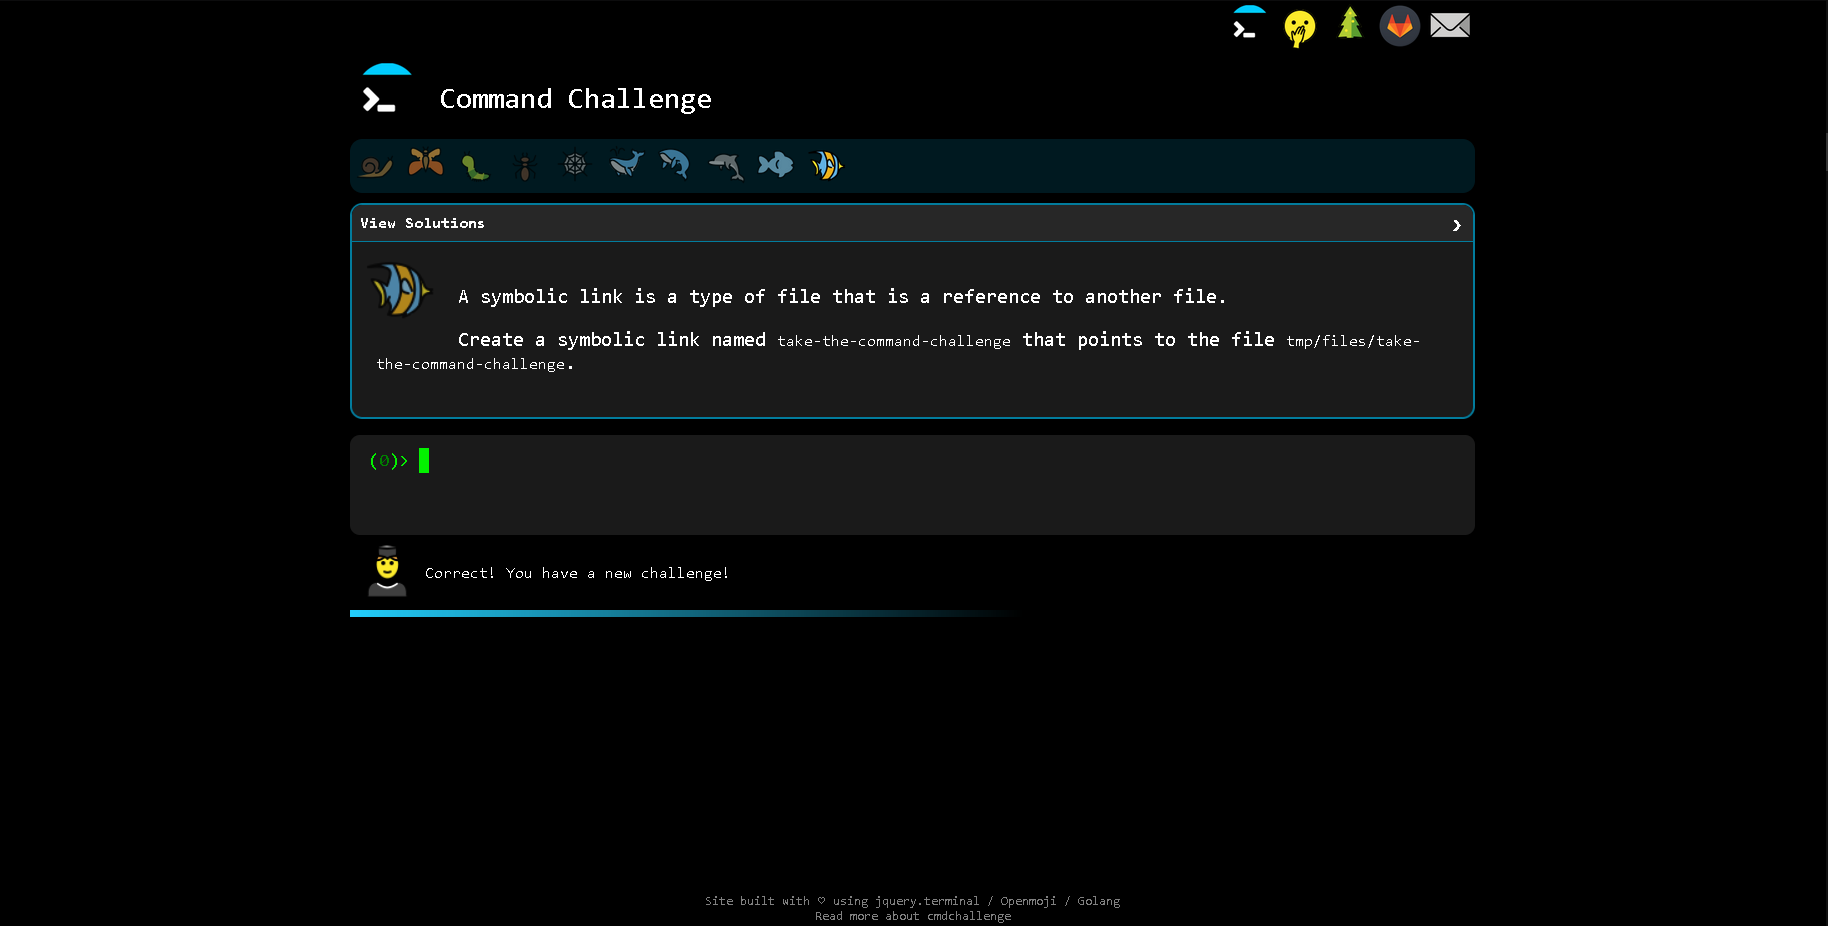 Command Challenge
View Solutions
A symbolic link is a type of file that is a reference to another file.
Create a symbolic link named take-the-command-challenge that points to the file tmp/files/take-
the-command-challenge.
(0)>
Correct! You have a new challenge!
Site built with ♡ using jquery.terminal / Openmoji / Golang
Read more about cmdchallenge